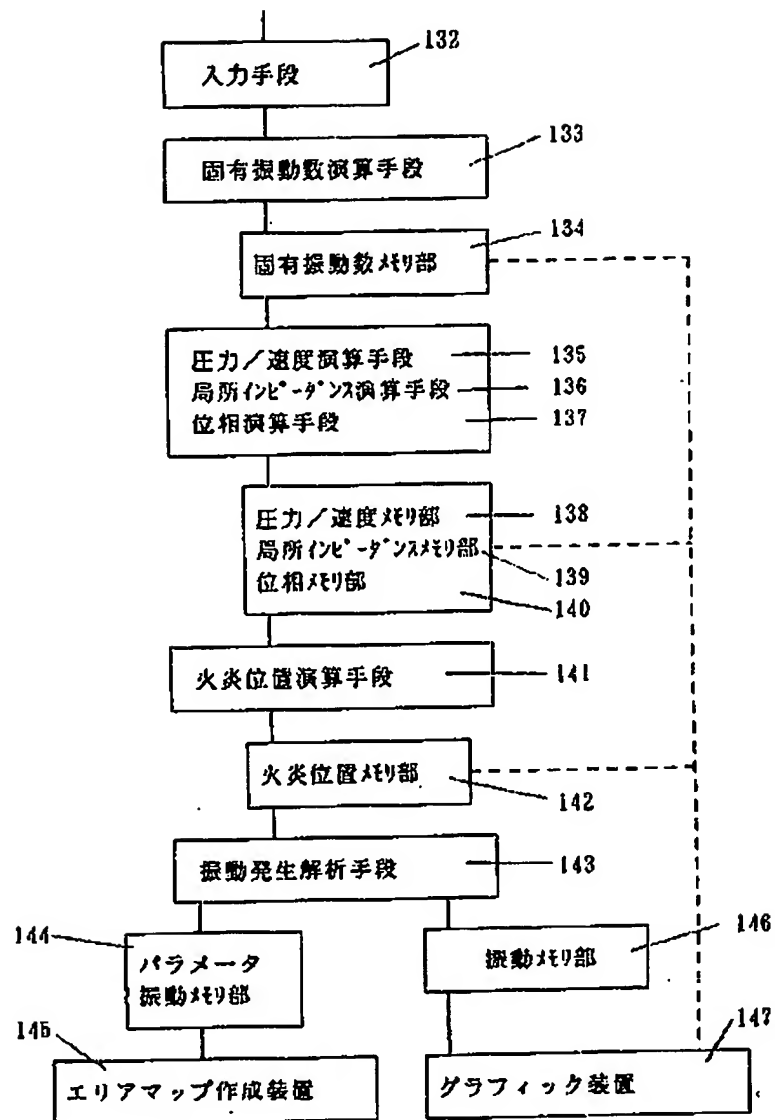 132
入力手段
133
固有振動数演算手段
134
固有振動数メモリ部
圧力/速度演算手段 135
局所インピーダンス演算手段 136
位相演算手段 137
圧力/速度メモリ部 138
局所インピーダンスメモリ部 139
位相メモリ部 140
火炎位置演算手段 141
火炎位置メモリ部 142
振動発生解析手段 143
144
146
パラメータ
振動メモリ部
振動メモリ部
145
147
エリアマップ作成装置
グラフィック装置